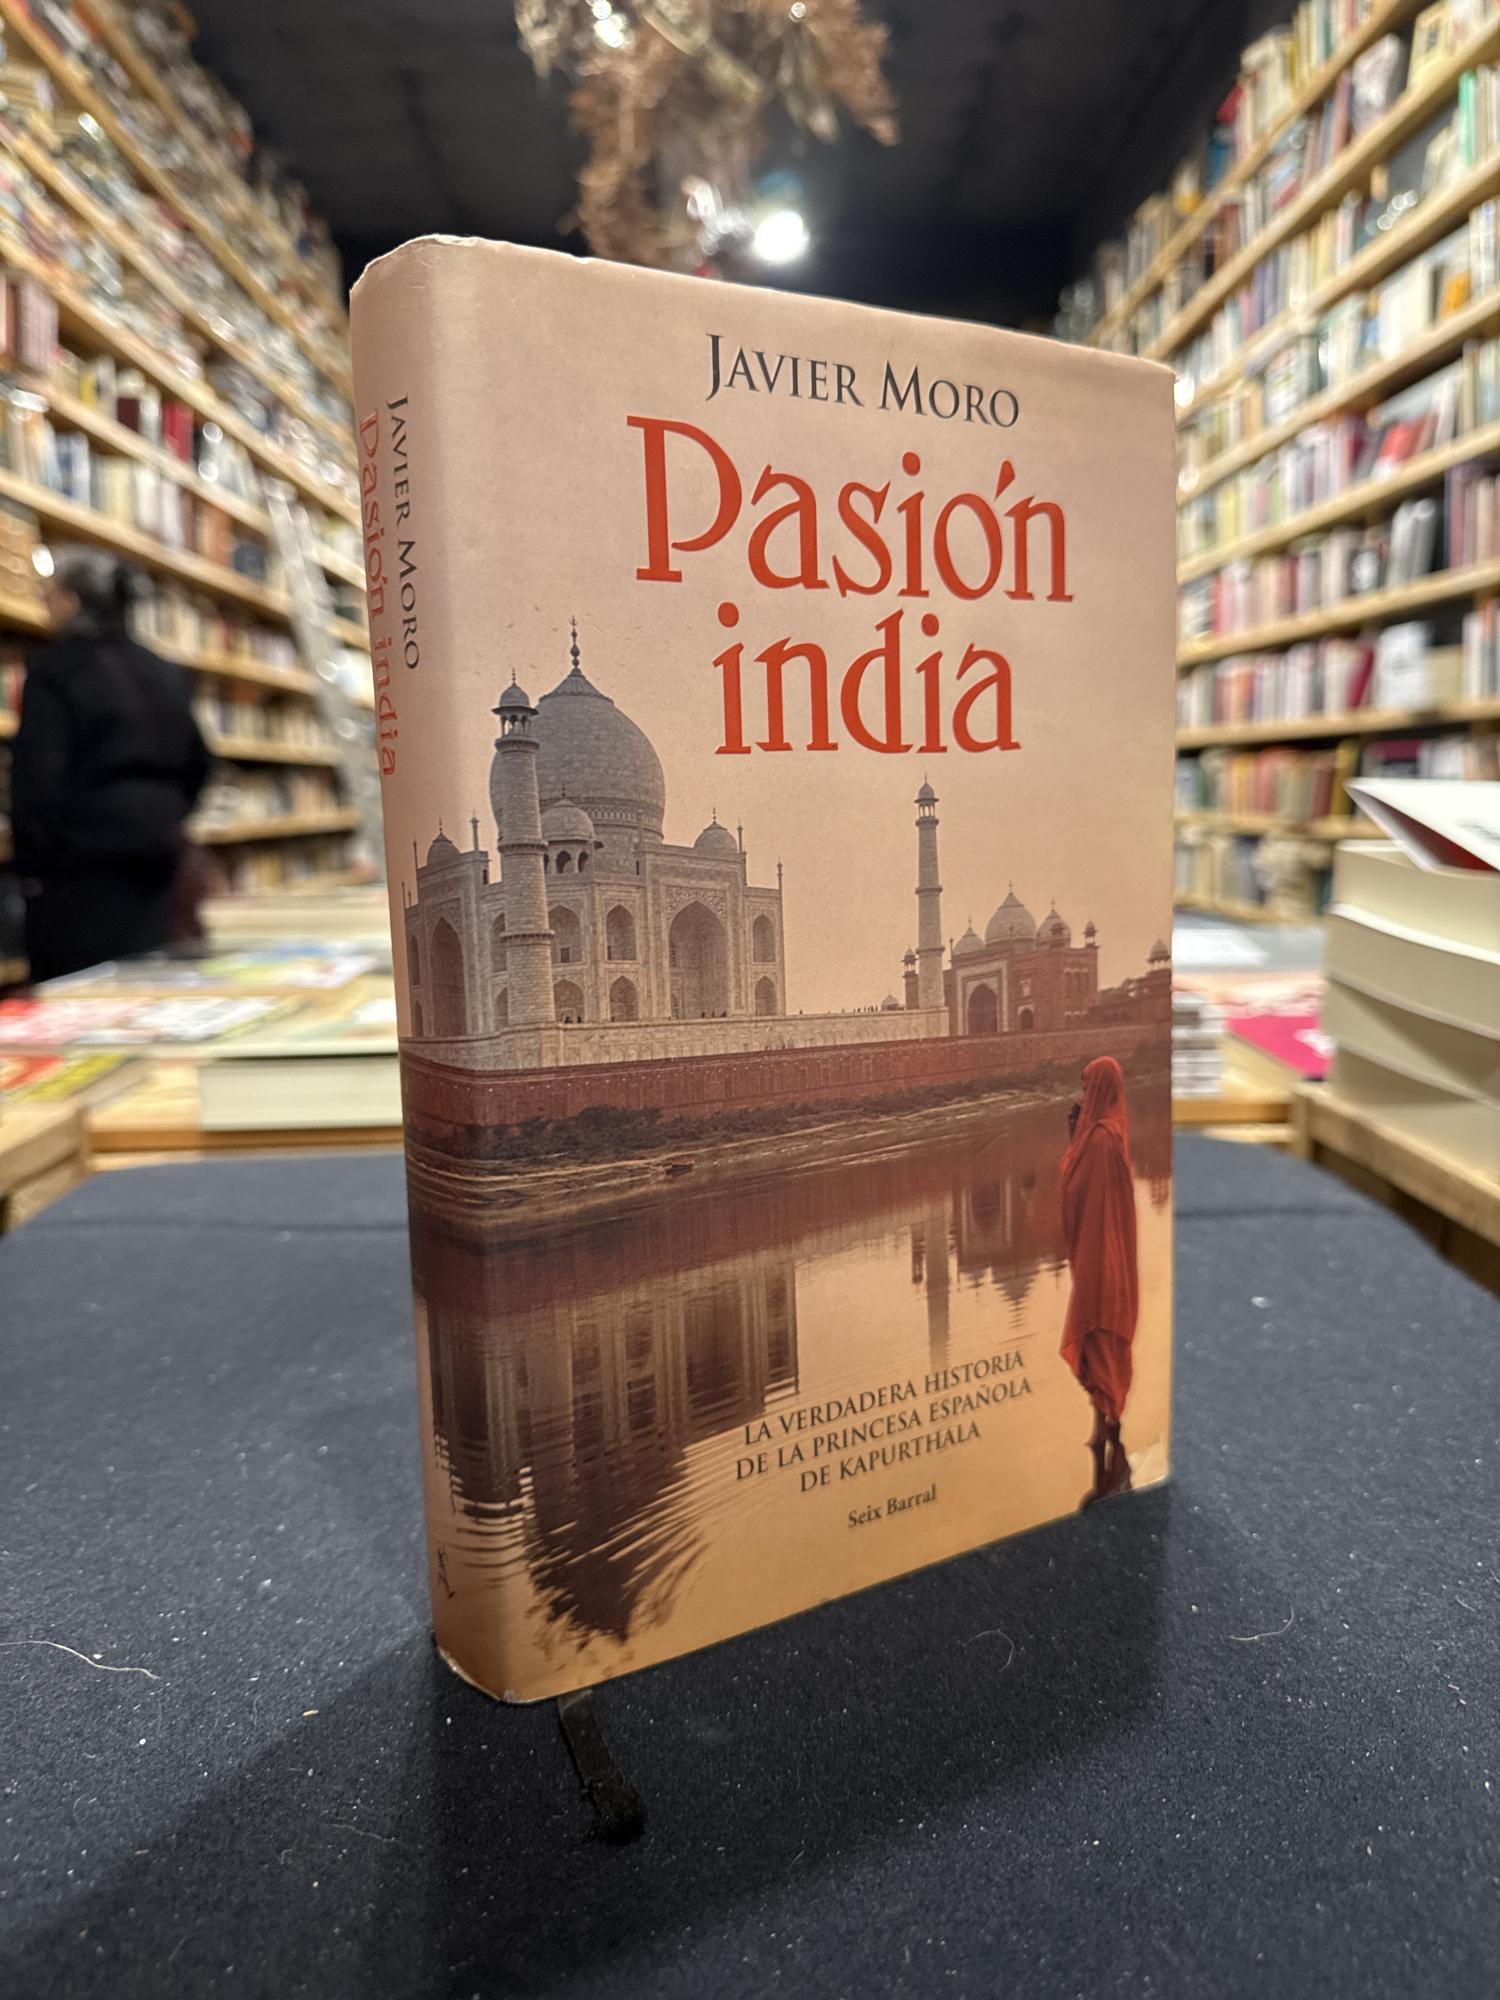 JAVIER MORO
Pasión
india
LA VERDADERA HISTORIA
DE LA PRINCESA ESPAÑOLA
DE KAPURTHALA
Seix Barral
JAVIER MORO
Pasión india